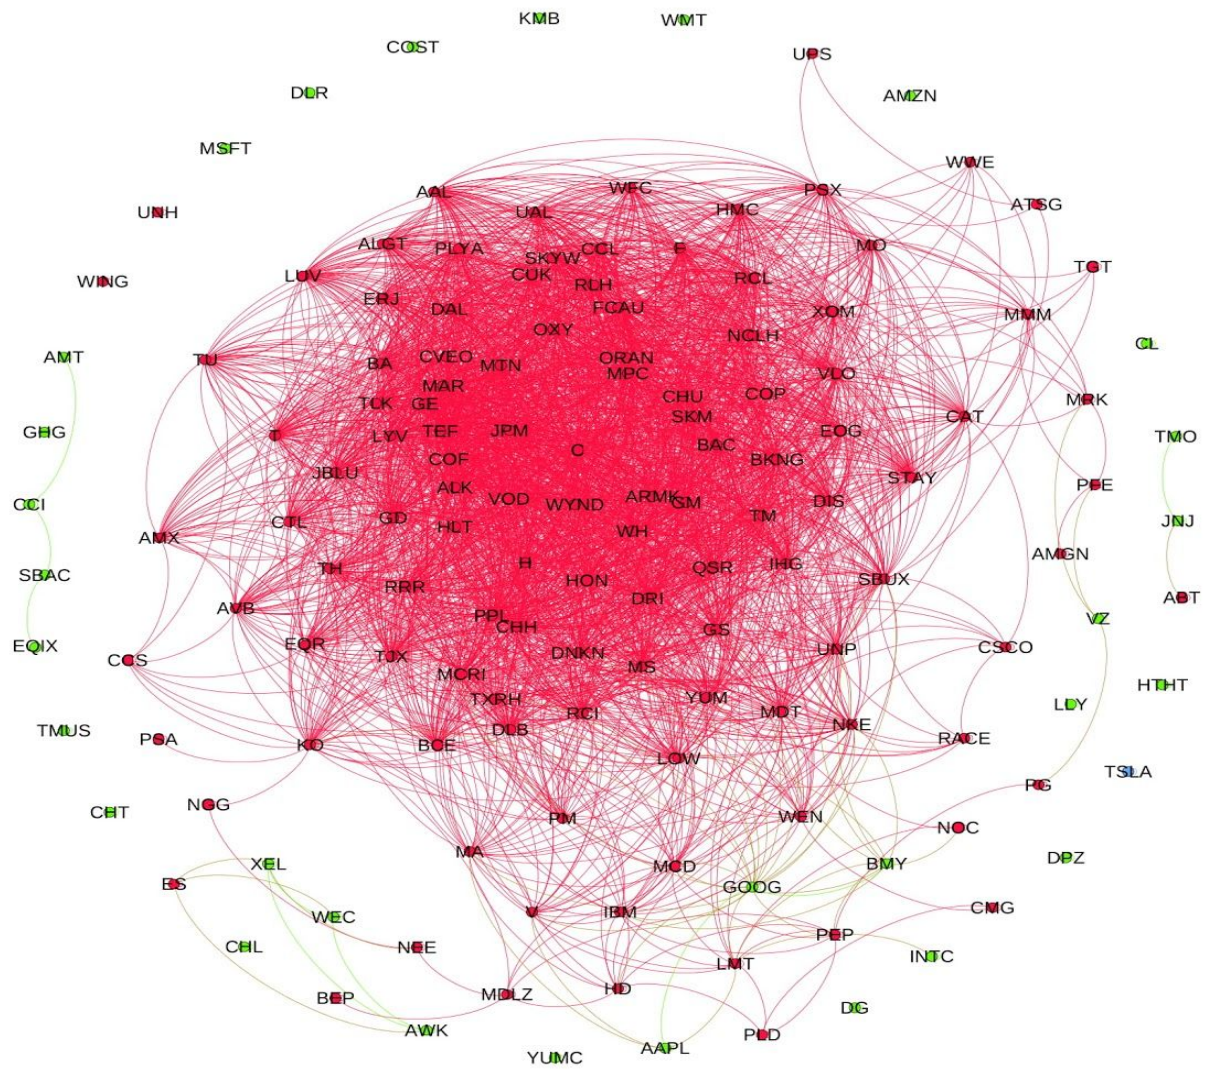 KMB
WMT
COST
UPS
DLR
AMZN
MSFT
WWE
AAL
WFC
PSX
UNH
UAL
HMC
ATSG
ALGT
PLYA
SKYW
CCL
F
MO
TGT
LUV
CUK
RCL
WING
RLH
ERJ
DAL
FCAU
XOM
MMM
OXY
NCLH
CL
AMT
TU
BA
CVEO
MTN
ORAN
MPC
VLO
MAR
CHU
COP
MRK
TLK
GE
SKM
CAT
GHG
T
LYV
TEF
JPM
C
BAC
EOG
TMO
JBLU
COF
BKNG
STAY
PFE
ALK
CCI
VOD
WYND
ARMK
GM
DIS
CTL
GD
HLT
WH
TM
JNJ
AMX
AMGN
SBAC
TH
H
HON
QSR
IHG
SBUX
RRR
AVB
DRI
ABT
PPL
CHH
GS
VZ
EQIX
EQR
TJX
DNKN
MS
UNP
CSCO
CCS
MCRI
TXRH
YUM
HTHT
TMUS
PSA
KO
BCE
DLB
RCI
MDT
NKE
RACE
LLY
LOW
TSLA
PG
CHT
NGG
PM
WEN
NOC
XEL
MA
MCD
BMY
DPZ
ES
GOOG
WEC
V
IBM
CMG
CHL
NEE
PEP
INTC
LMT
BEP
MDLZ
HD
DG
AWK
PLD
YUMC
AAPL